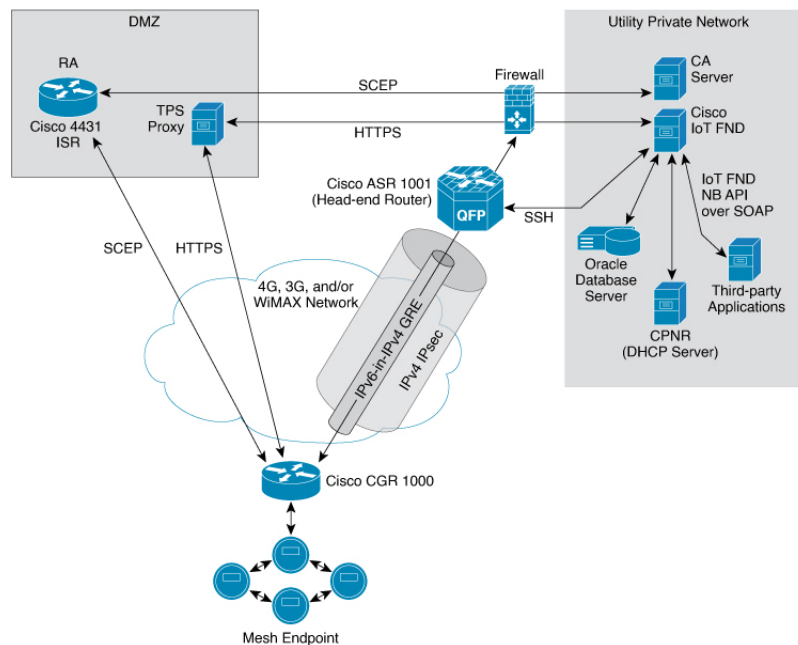 DMZ
Utility Private Network
RA
Cisco 4431
ISR
TPS
Proxy
SCEP
HTTPS
Firewall
CA
Server
Cisco
IoT FND
Cisco ASR 1001
(Head-end Router)
QFP
SSH
IoT FND
NB API
over SOAP
Oracle
Database
Server
Third-party
Applications
CPNR
(DHCP Server)
SCEP
HTTPS
4G, 3G, and/or
WiMAX Network
IPv6-in-IPv4 GRE
IPv4 IPsec
Cisco CGR 1000
Mesh Endpoint